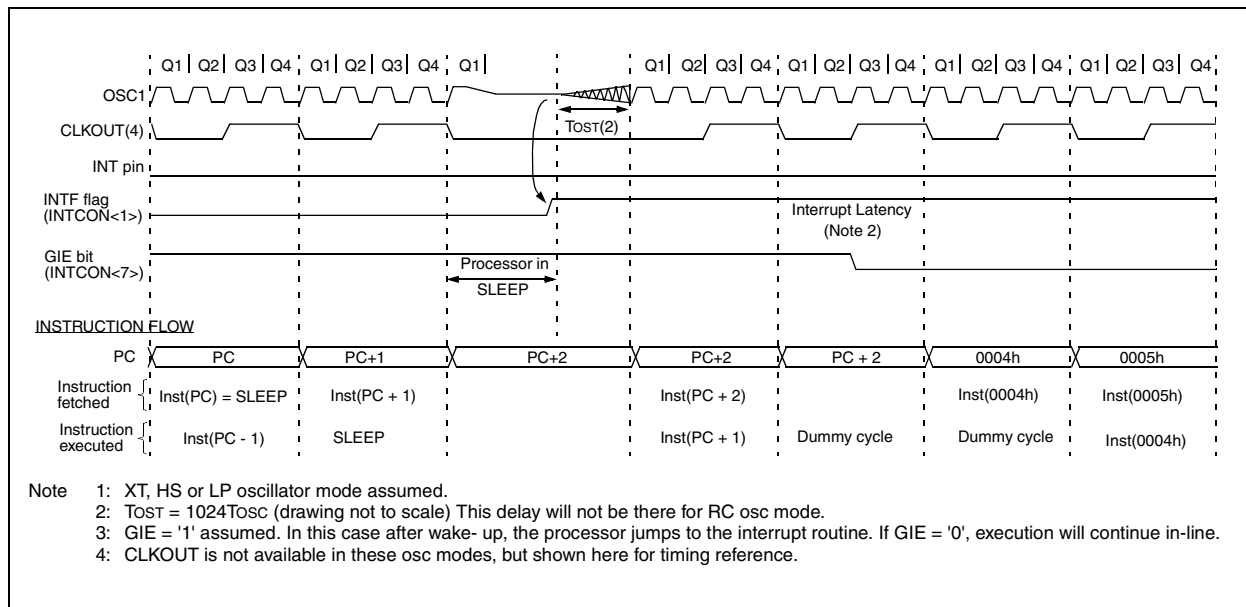 Q1 Q2 Q3 Q4 Q1 Q2 Q3 Q4 Q1 Q1 Q2 Q3 Q4 Q1 Q2 Q3 Q4 Q1 Q2 Q3 Q4 Q1 Q2 Q3 Q4
OSC1
CLKOUT(4)
TOST(2)
INT pin
INTF flag
(INTCON<1>)
Interrupt Latency
(Note 2)
GIE bit
(INTCON<7>)
Processor in
SLEEP
INSTRUCTION FLOW
PC PC PC+1 PC+2 PC+2 PC + 2 0004h 0005h
Instruction
fetched
Inst(PC) = SLEEP Inst(PC + 1) Inst(PC + 2) Inst(0004h) Inst(0005h)
Instruction
executed
Inst(PC - 1) SLEEP Inst(PC + 1) Dummy cycle Dummy cycle Inst(0004h)
Note 1: XT, HS or LP oscillator mode assumed.
2: TOST = 1024TOSC (drawing not to scale) This delay will not be there for RC osc mode.
3: GIE = '1' assumed. In this case after wake- up, the processor jumps to the interrupt routine. If GIE = '0', execution will continue in-line.
4: CLKOUT is not available in these osc modes, but shown here for timing reference.